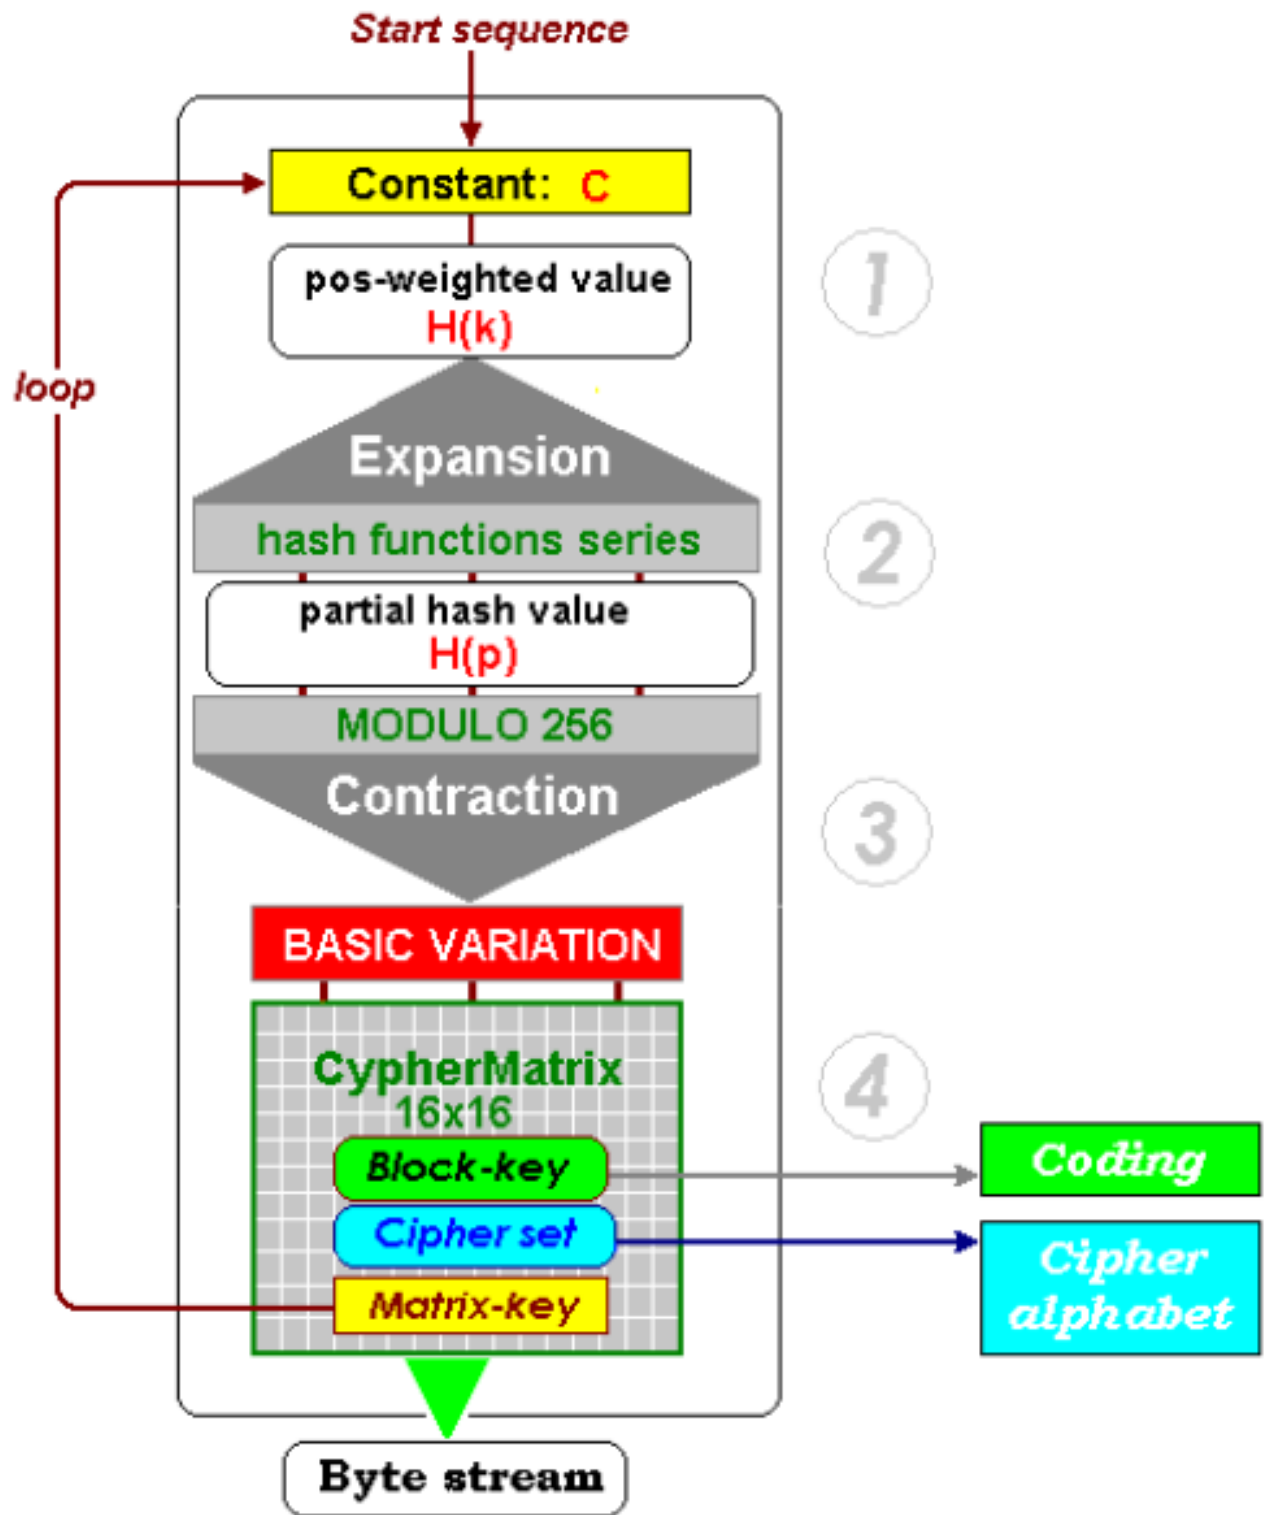 Start sequence
Constant: C
pos-weighted value
H(k)
1
loop
Expansion
hash functions series
2
partial hash value
H(p)
MODULO 256
Contraction
3
BASIC VARIATION
CypherMatrix
16x16
4
Block-key
Coding
Cipher set
Cipher
alphabet
Matrix-key
Byte stream